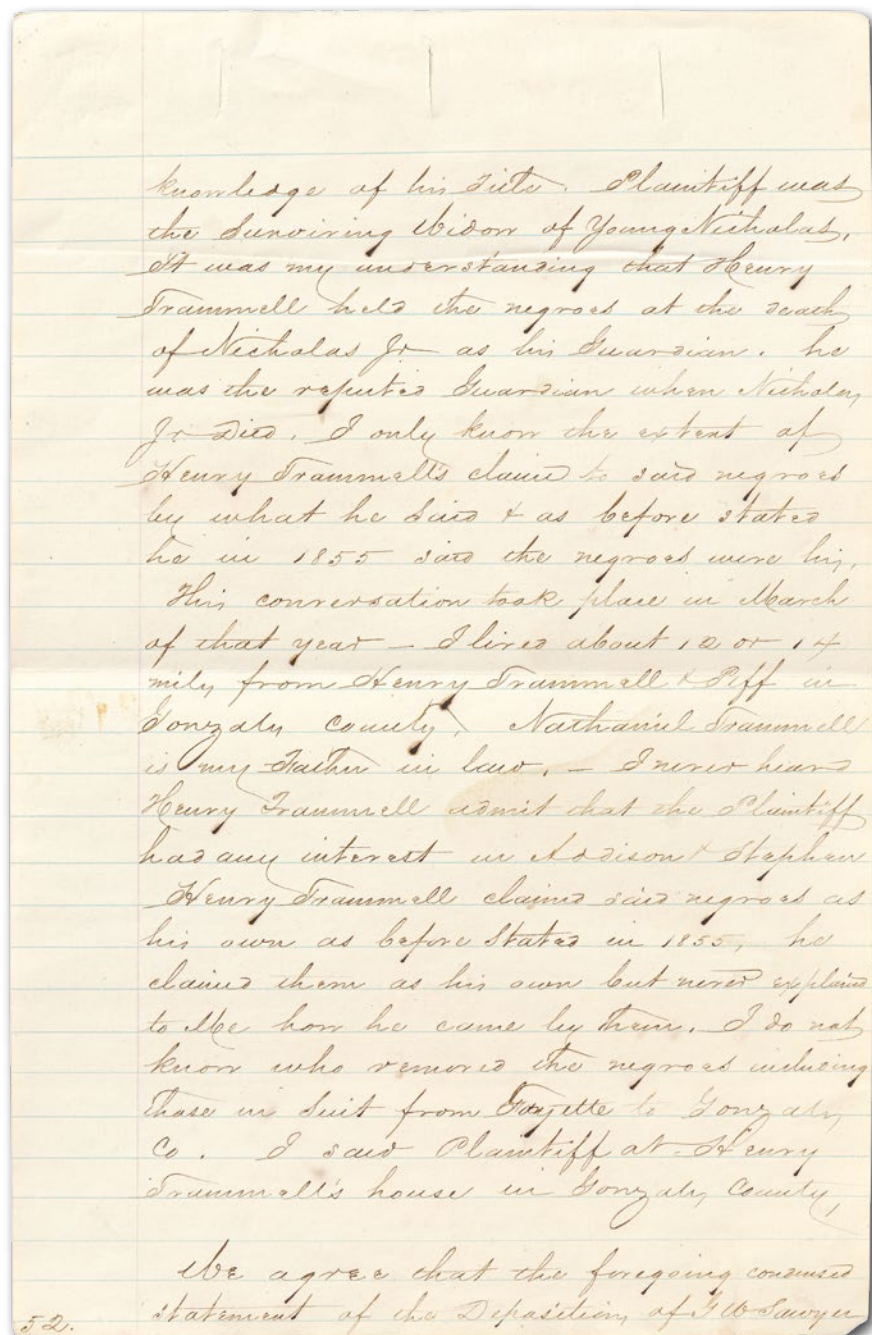 knowledge of his Title. Plaintiff was
the Surviving Widow of Young Nicholas.
It was my understanding that Henry
Trammell held the negroes at the death
of Nicholas Jr as his Guardian. he
was the reputed Guardian when Nicholas
Jr Died. I only know the extent of
Henry Trammell's claim to said negroes
by what he Said & as before stated
he in 1855 said the negroes were his.
This conversation took place in March
of that year — I lived about 12 or 14
miles from Henry Trammell & Piff in
Gonzales county. Nathaniel Trammell
is my Father in law. — I never heard
Henry Trammell admit that the Plaintiff
had any interest in Addison & Stephen
Henry Trammell claimed said negroes as
his own as before Stated in 1855, he
claimed them as his own but never explained
to Me how he came by them. I do not
know who removed the negroes including
those in Suit from Fayette to Gonzales
Co. I saw Plaintiff at Henry
Trammell's house in Gonzales County,
We agree that the foregoing condensed
52. statement of the Deposition of G W Sawyer